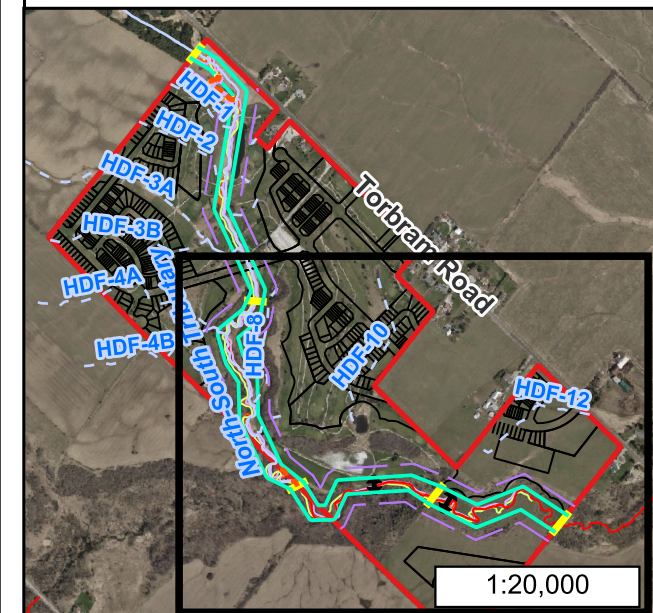 HDF-1
HDF-2
HDF-3A
Torbram Road
HDF-3B
HDF-4A
North-South Tributary
HDF-8
HDF-10
HDF-4B
HDF-12
1:20,000